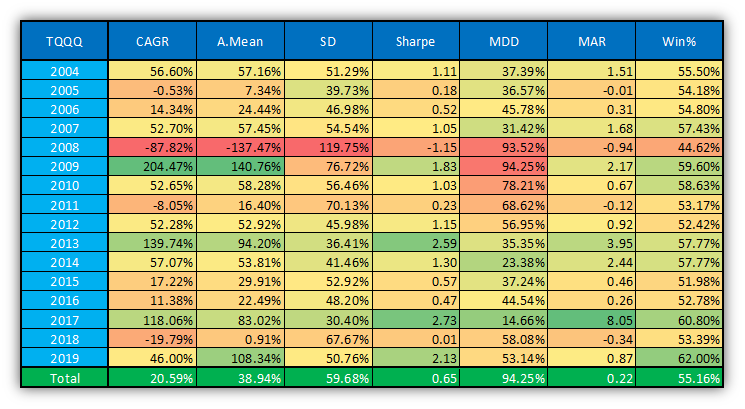 TQQQ CAGR A.Mean SD Sharpe MDD MAR Win%
2004 56.60% 57.16% 51.29% 1.11 37.39% 1.51 55.50%
2005 -0.53% 7.34% 39.73% 0.18 36.57% -0.01 54.18%
2006 14.34% 24.44% 46.98% 0.52 45.78% 0.31 54.80%
2007 52.70% 57.45% 54.54% 1.05 31.42% 1.68 57.43%
2008 -87.82% -137.47% 119.75% -1.15 93.52% -0.94 44.62%
2009 204.47% 140.76% 76.72% 1.83 94.25% 2.17 59.60%
2010 52.65% 58.28% 56.46% 1.03 78.21% 0.67 58.63%
2011 -8.05% 16.40% 70.13% 0.23 68.62% -0.12 53.17%
2012 52.28% 52.92% 45.98% 1.15 56.95% 0.92 52.42%
2013 139.74% 94.20% 36.41% 2.59 35.35% 3.95 57.77%
2014 57.07% 53.81% 41.46% 1.30 23.38% 2.44 57.77%
2015 17.22% 29.91% 52.92% 0.57 37.24% 0.46 51.98%
2016 11.38% 22.49% 48.20% 0.47 44.54% 0.26 52.78%
2017 118.06% 83.02% 30.40% 2.73 14.66% 8.05 60.80%
2018 -19.79% 0.91% 67.67% 0.01 58.08% -0.34 53.39%
2019 46.00% 108.34% 50.76% 2.13 53.14% 0.87 62.00%
Total 20.59% 38.94% 59.68% 0.65 94.25% 0.22 55.16%